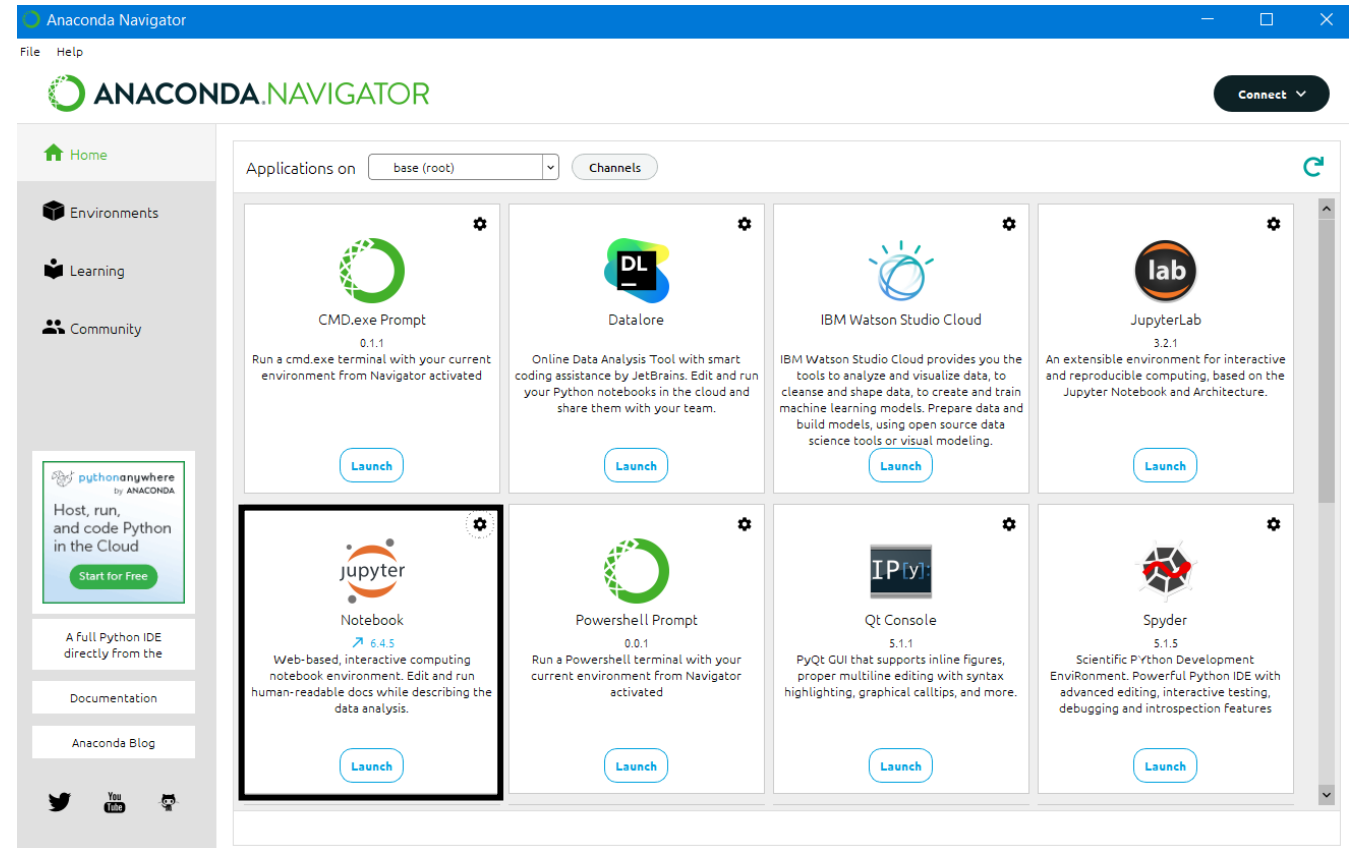 Anaconda Navigator
File Help
ANACONDA.NAVIGATOR
Connect
Home
Environments
Learning
Community
pythonanywhere
by ANACONDA
Host, run,
and code Python
in the Cloud
Start for Free
A full Python IDE
directly from the
Documentation
Anaconda Blog
You
Tube
Applications on base (root) Channels
CMD.exe Prompt
0.1.1
Run a cmd.exe terminal with your current
environment from Navigator activated
Launch
DL
Datalore
Online Data Analysis Tool with smart
coding assistance by JetBrains. Edit and run
your Python notebooks in the cloud and
share them with your team.
Launch
IBM Watson Studio Cloud
IBM Watson Studio Cloud provides you the
tools to analyze and visualize data, to
cleanse and shape data, to create and train
machine learning models. Prepare data and
build models, using open source data
science tools or visual modeling.
Launch
lab
JupyterLab
3.2.1
An extensible environment for interactive
and reproducible computing, based on the
Jupyter Notebook and Architecture.
Launch
jupyter
Notebook
6.4.5
Web-based, interactive computing
notebook environment. Edit and run
human-readable docs while describing the
data analysis.
Launch
Powershell Prompt
0.0.1
Run a Powershell terminal with your
current environment from Navigator
activated
Launch
IP[y]:
Qt Console
5.1.1
PyQt GUI that supports inline figures,
proper multiline editing with syntax
highlighting, graphical calltips, and more.
Launch
Spyder
5.1.5
Scientific PYthon Development
EnviRonment. Powerful Python IDE with
advanced editing, interactive testing,
debugging and introspection features
Launch